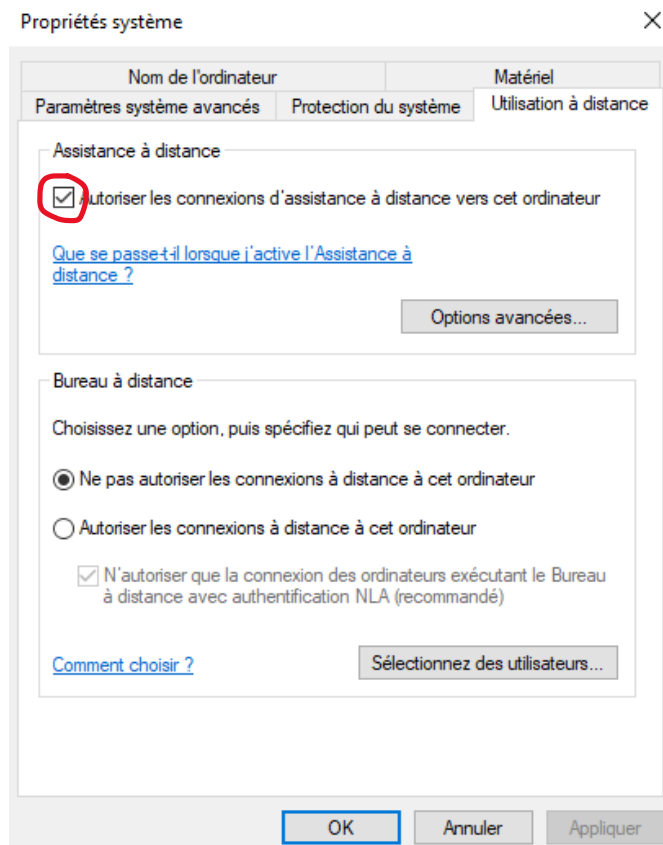 Propriétés système
Nom de l'ordinateur
Matériel
Paramètres système avancés
Protection du système
Utilisation à distance
Assistance à distance
Autoriser les connexions d'assistance à distance vers cet ordinateur
Que se passe-t-il lorsque j'active l'Assistance à
distance ?
Options avancées...
Bureau à distance
Choisissez une option, puis spécifiez qui peut se connecter.
Ne pas autoriser les connexions à distance à cet ordinateur
Autoriser les connexions à distance à cet ordinateur
N'autoriser que la connexion des ordinateurs exécutant le Bureau
à distance avec authentification NLA (recommandé)
Comment choisir ?
Sélectionnez des utilisateurs...
OK
Annuler
Appliquer